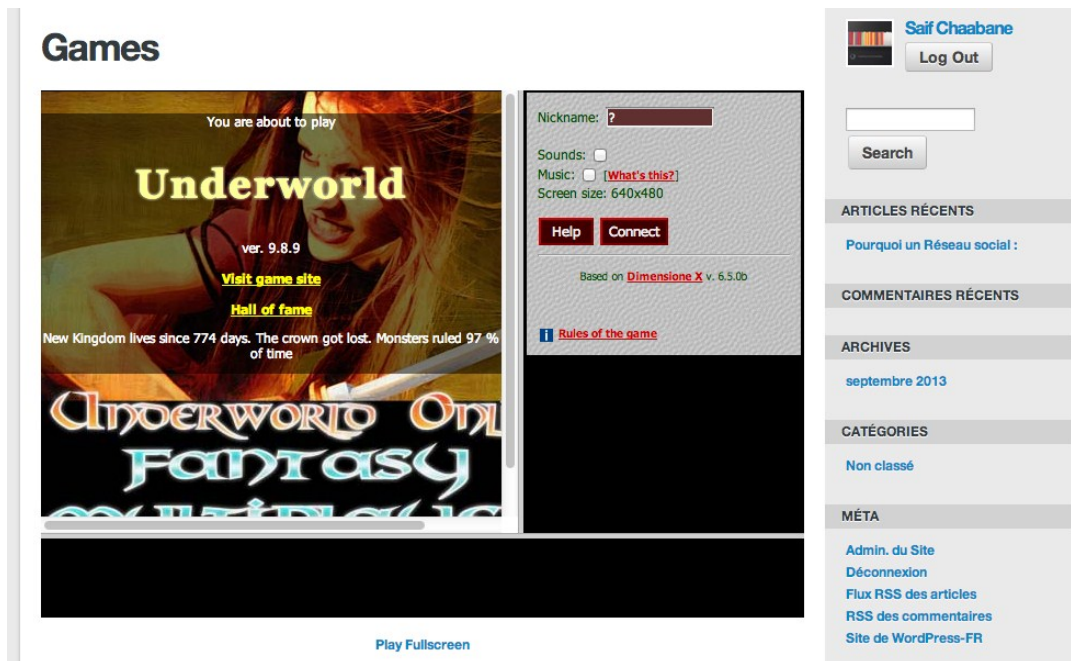 Games
You are about to play
Underworld
ver. 9.8.9
Visit game site
Hall of fame
New Kingdom lives since 774 days. The crown got lost. Monsters ruled 97 %
of time
Underworld Onl
Fantasy
Nickname: ?
Sounds:
Music: [What's this?]
Screen size: 640x480
Help Connect
Based on Dimensione X v. 6.5.0b
Rules of the game
Play Fullscreen
Saif Chaabane
Log Out
Search
ARTICLES RÉCENTS
Pourquoi un Réseau social :
COMMENTAIRES RÉCENTS
ARCHIVES
septembre 2013
CATÉGORIES
Non classé
MÉTA
Admin. du Site
Déconnexion
Flux RSS des articles
RSS des commentaires
Site de WordPress-FR